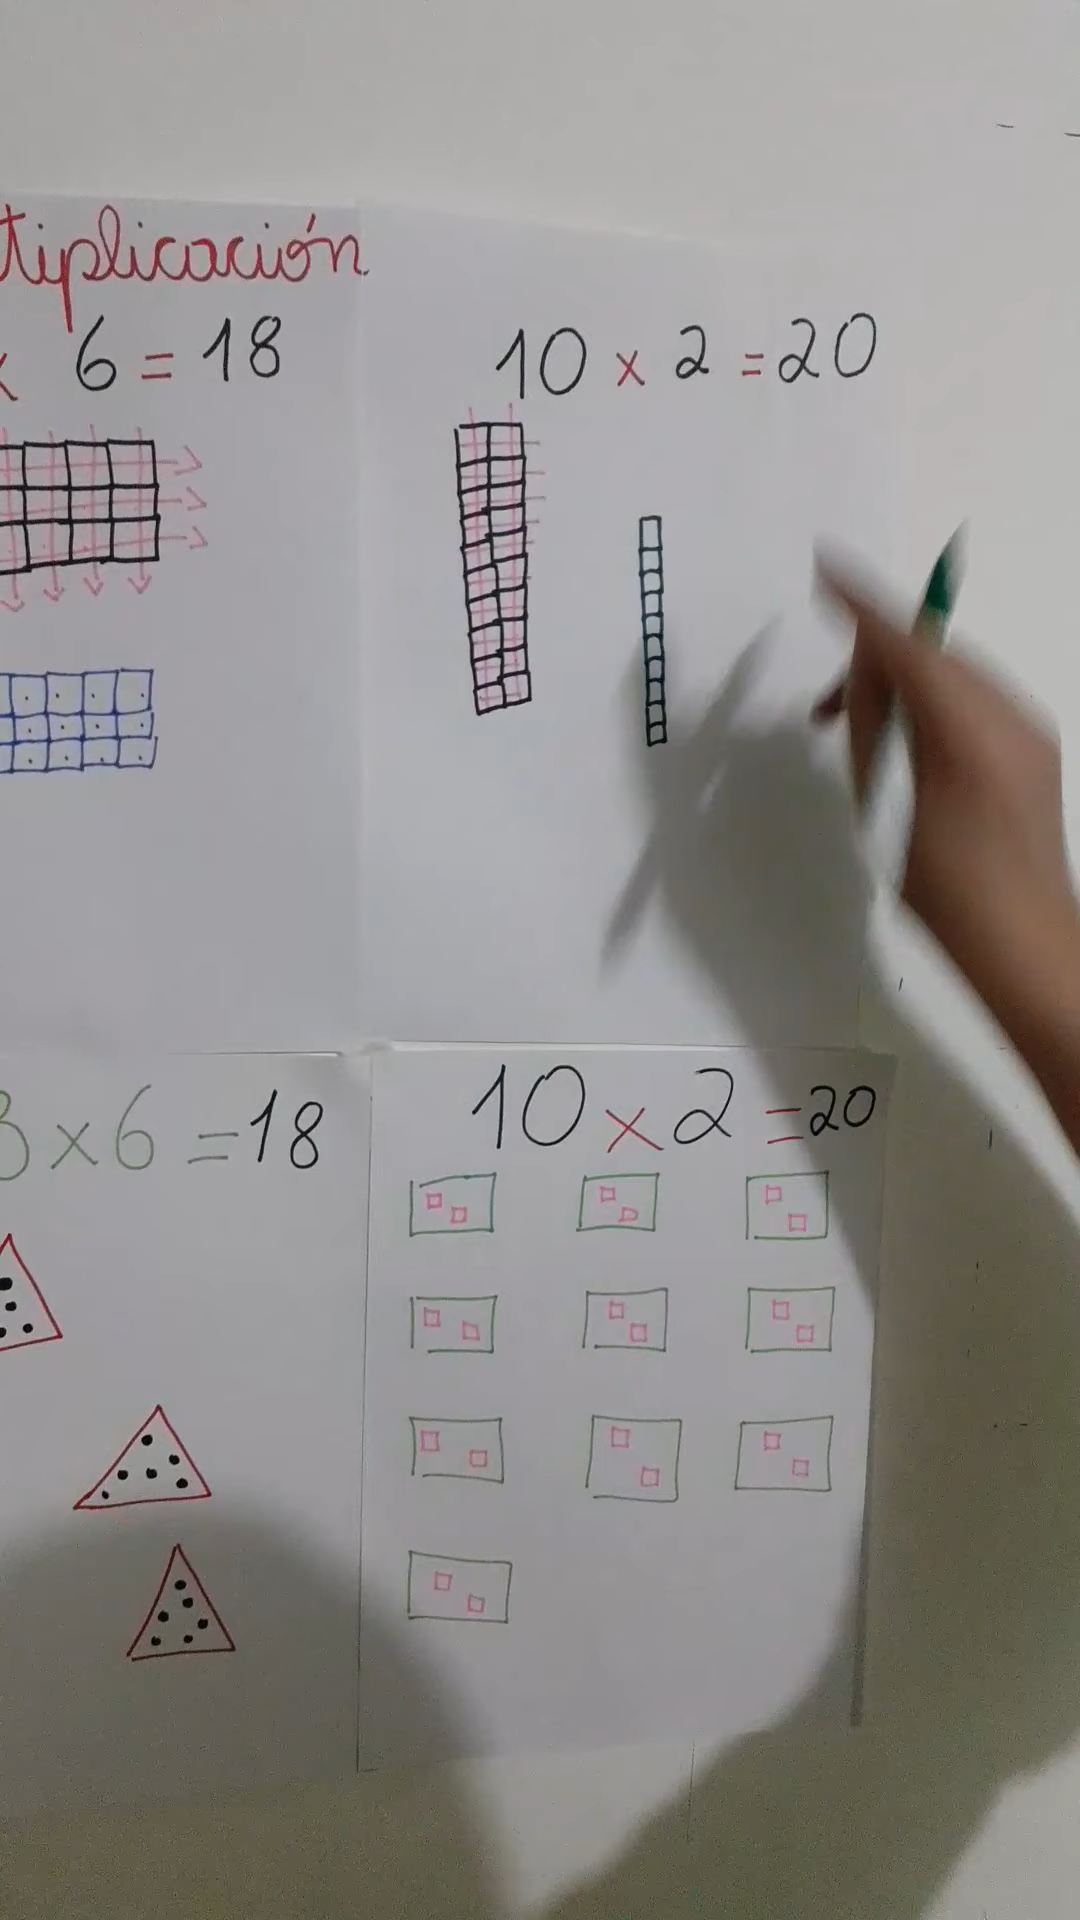 tiplicación
x 6 = 18
10 x 2 = 20
3 x 6 = 18
10 x 2 = 20